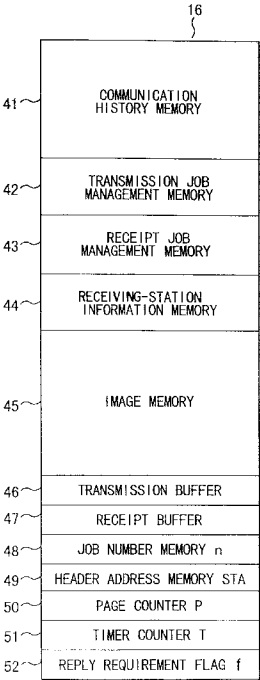 16
41
COMMUNICATION
HISTORY MEMORY
42
TRANSMISSION JOB
MANAGEMENT MEMORY
43
RECEIPT JOB
MANAGEMENT MEMORY
44
RECEIVING-STATION
INFORMATION MEMORY
45
IMAGE MEMORY
46
TRANSMISSION BUFFER
47
RECEIPT BUFFER
48
JOB NUMBER MEMORY n
49
HEADER ADDRESS MEMORY STA
50
PAGE COUNTER P
51
TIMER COUNTER T
52
REPLY REQUIREMENT FLAG f